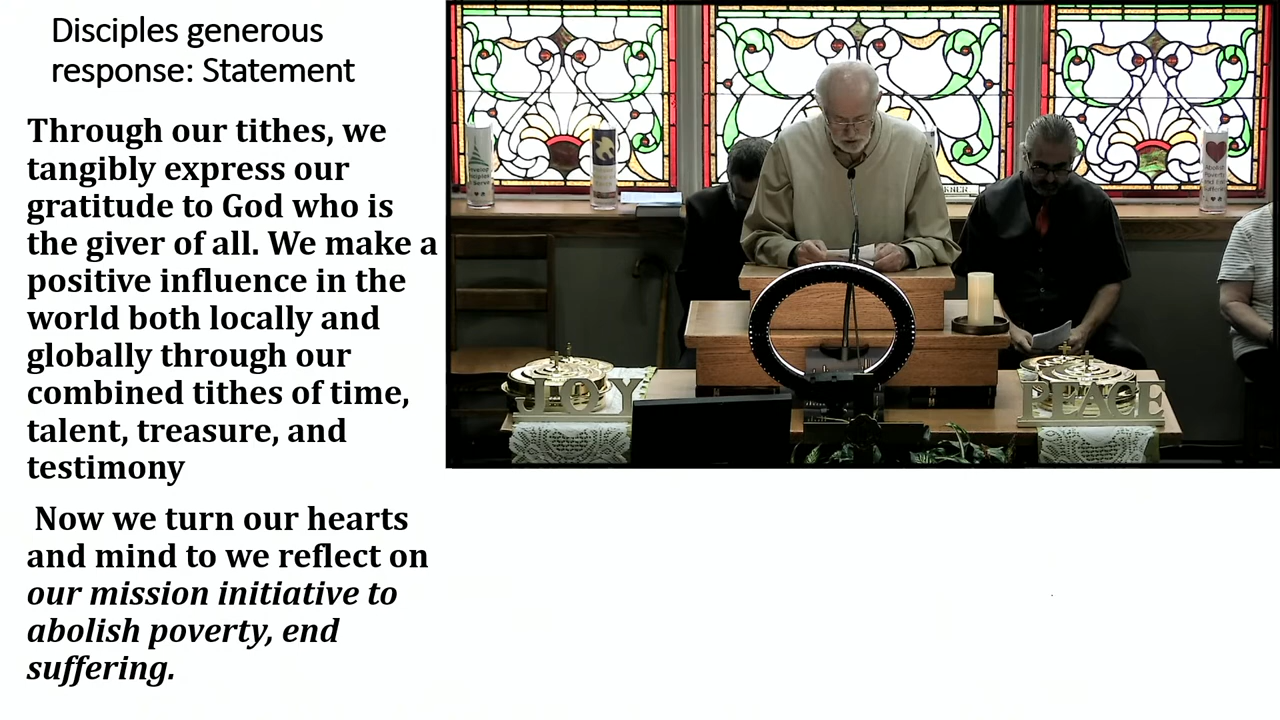 Disciples generous
response: Statement
Through our tithes, we
tangibly express our
gratitude to God who is
the giver of all. We make a
positive influence in the
world both locally and
globally through our
combined tithes of time,
talent, treasure, and
testimony
Now we turn our hearts
and mind to we reflect on
our mission initiative to
abolish poverty, end
suffering.
JOY
PEACE